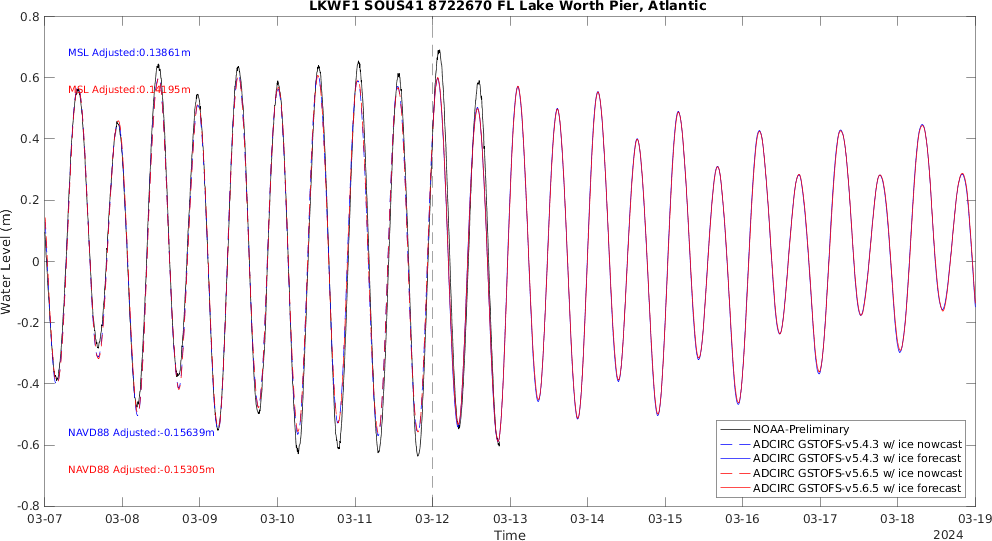 LKWF1 SOUS41 8722670 FL Lake Worth Pier, Atlantic
0.8
0.6
0.4
0.2
0
-0.2
-0.4
-0.6
-0.8
Water Level (m)
MSL Adjusted:0.13861m
MSL Adjusted:0.14195m
NAVD88 Adjusted:-0.15639m
NAVD88 Adjusted:-0.15305m
NOAA-Preliminary
ADCIRC GSTOFS-v5.4.3 w/ ice nowcast
ADCIRC GSTOFS-v5.4.3 w/ ice forecast
ADCIRC GSTOFS-v5.6.5 w/ ice nowcast
ADCIRC GSTOFS-v5.6.5 w/ ice forecast
03-07 03-08 03-09 03-10 03-11 03-12 03-13 03-14 03-15 03-16 03-17 03-18 03-19
Time
2024